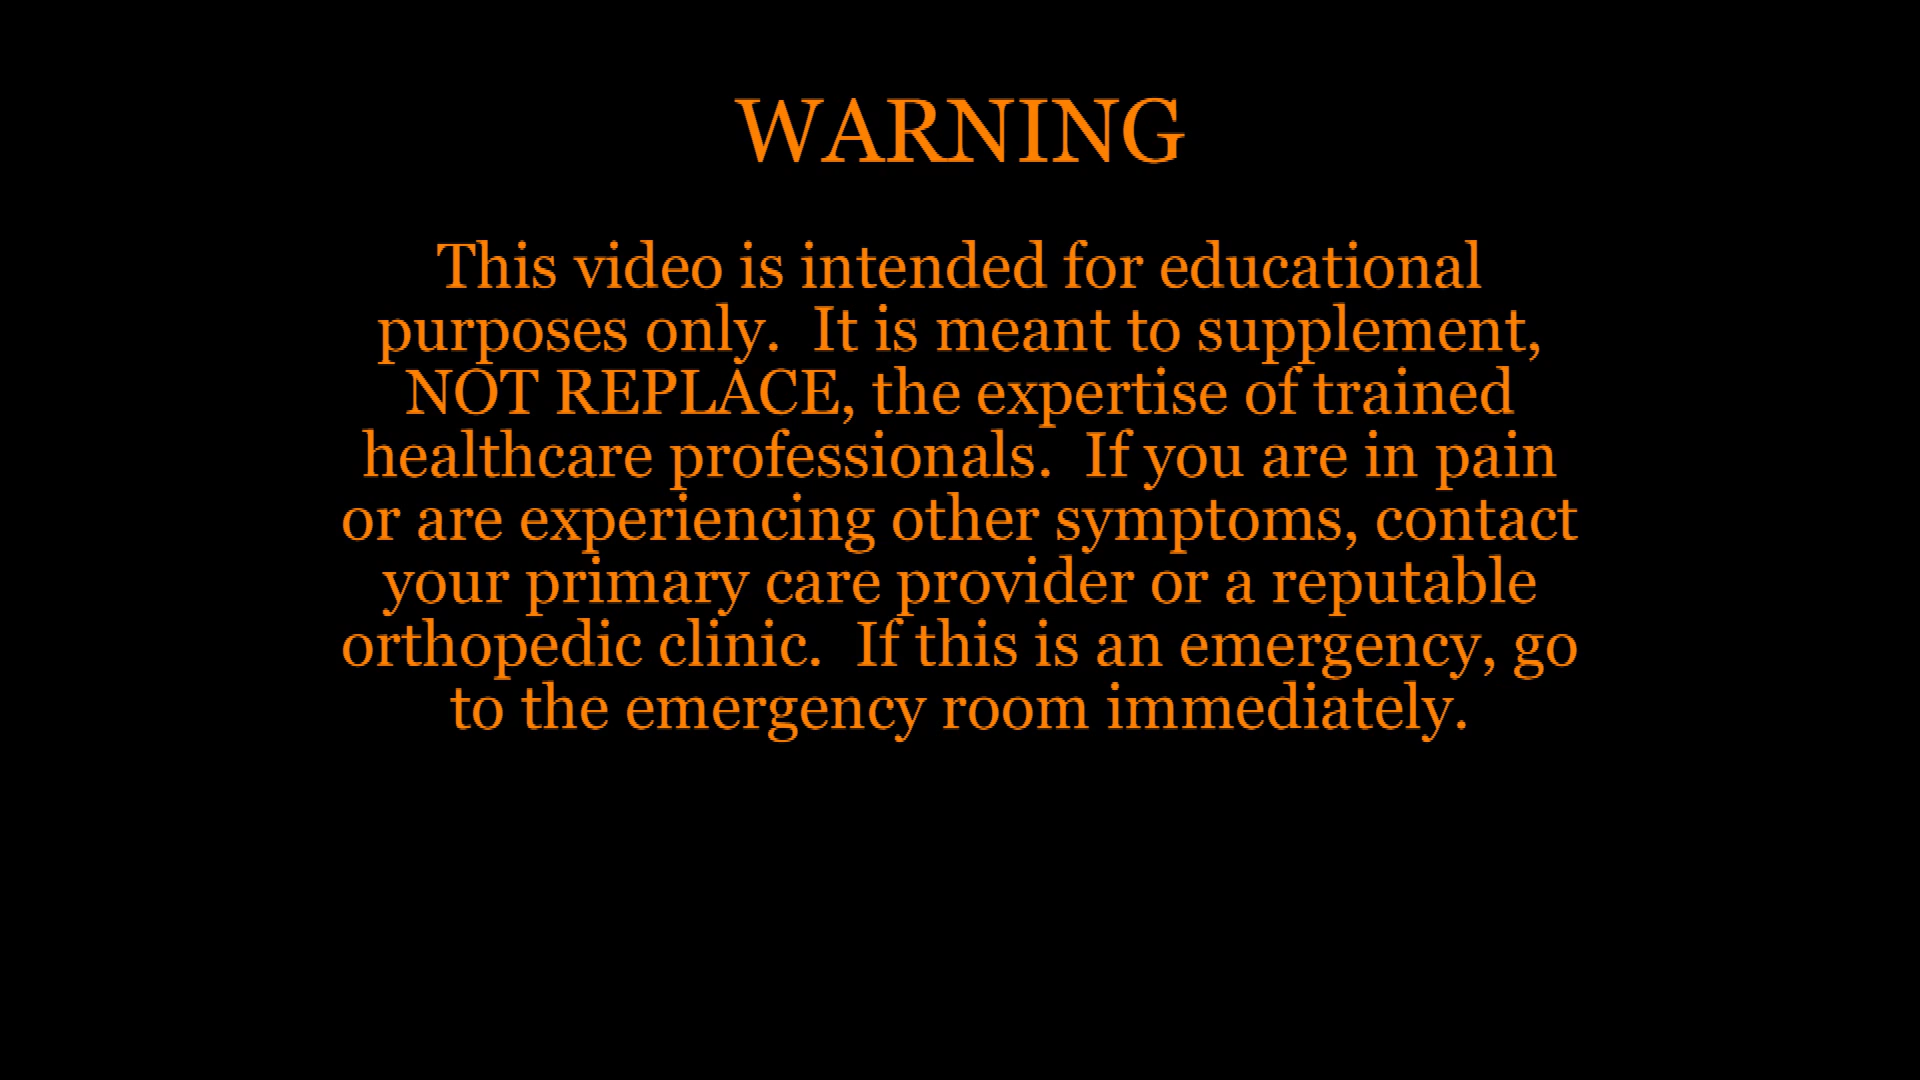 WARNING
This video is intended for educational
purposes only.  It is meant to supplement,
NOT REPLACE, the expertise of trained
healthcare professionals.  If you are in pain
or are experiencing other symptoms, contact
your primary care provider or a reputable
orthopedic clinic.  If this is an emergency, go
to the emergency room immediately.